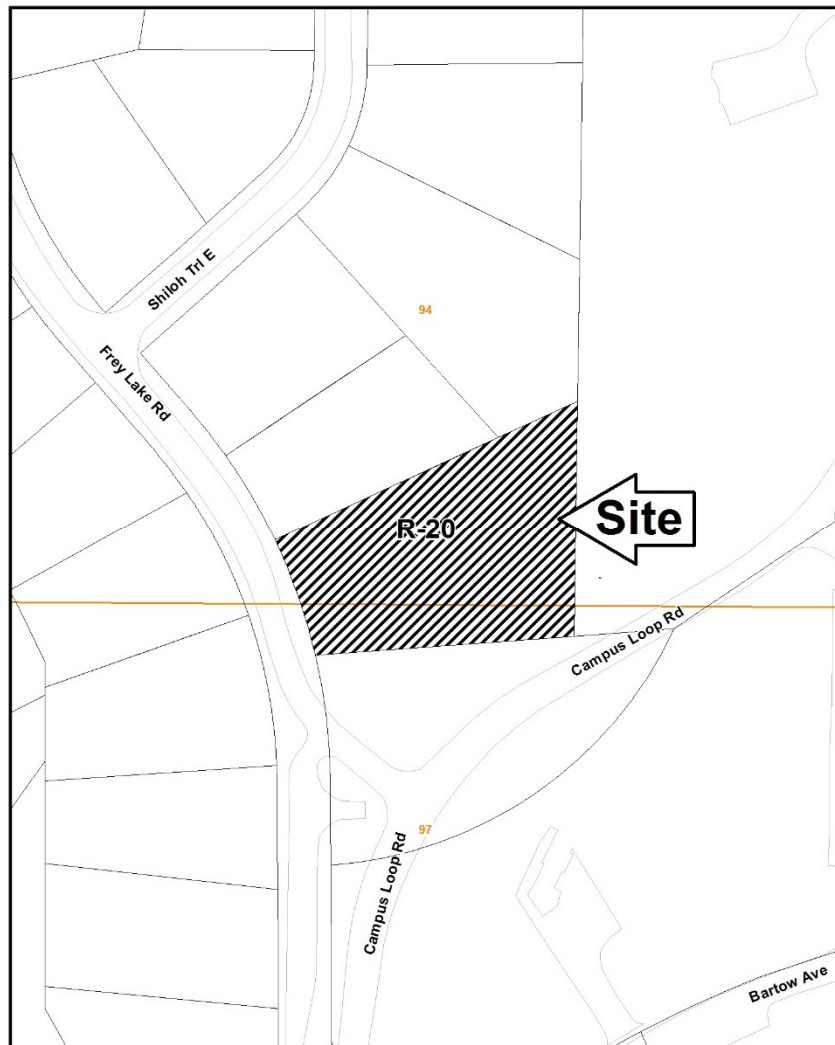 Shiloh Trl E
94
Frey Lake Rd
R-20
Site
Campus Loop Rd
97
Campus Loop Rd
Bartow Ave